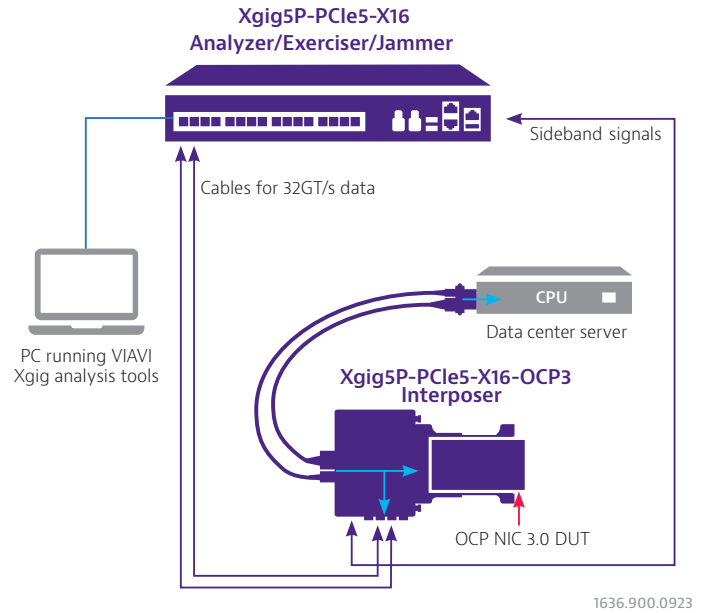 Xgig5P-PCIe5-X16
Analyzer/Exerciser/Jammer
Sideband signals
Cables for 32GT/s data
CPU
Data center server
PC running VIAVI
Xgig analysis tools
Xgig5P-PCIe5-X16-OCP3
Interposer
OCP NIC 3.0 DUT
1636.900.0923